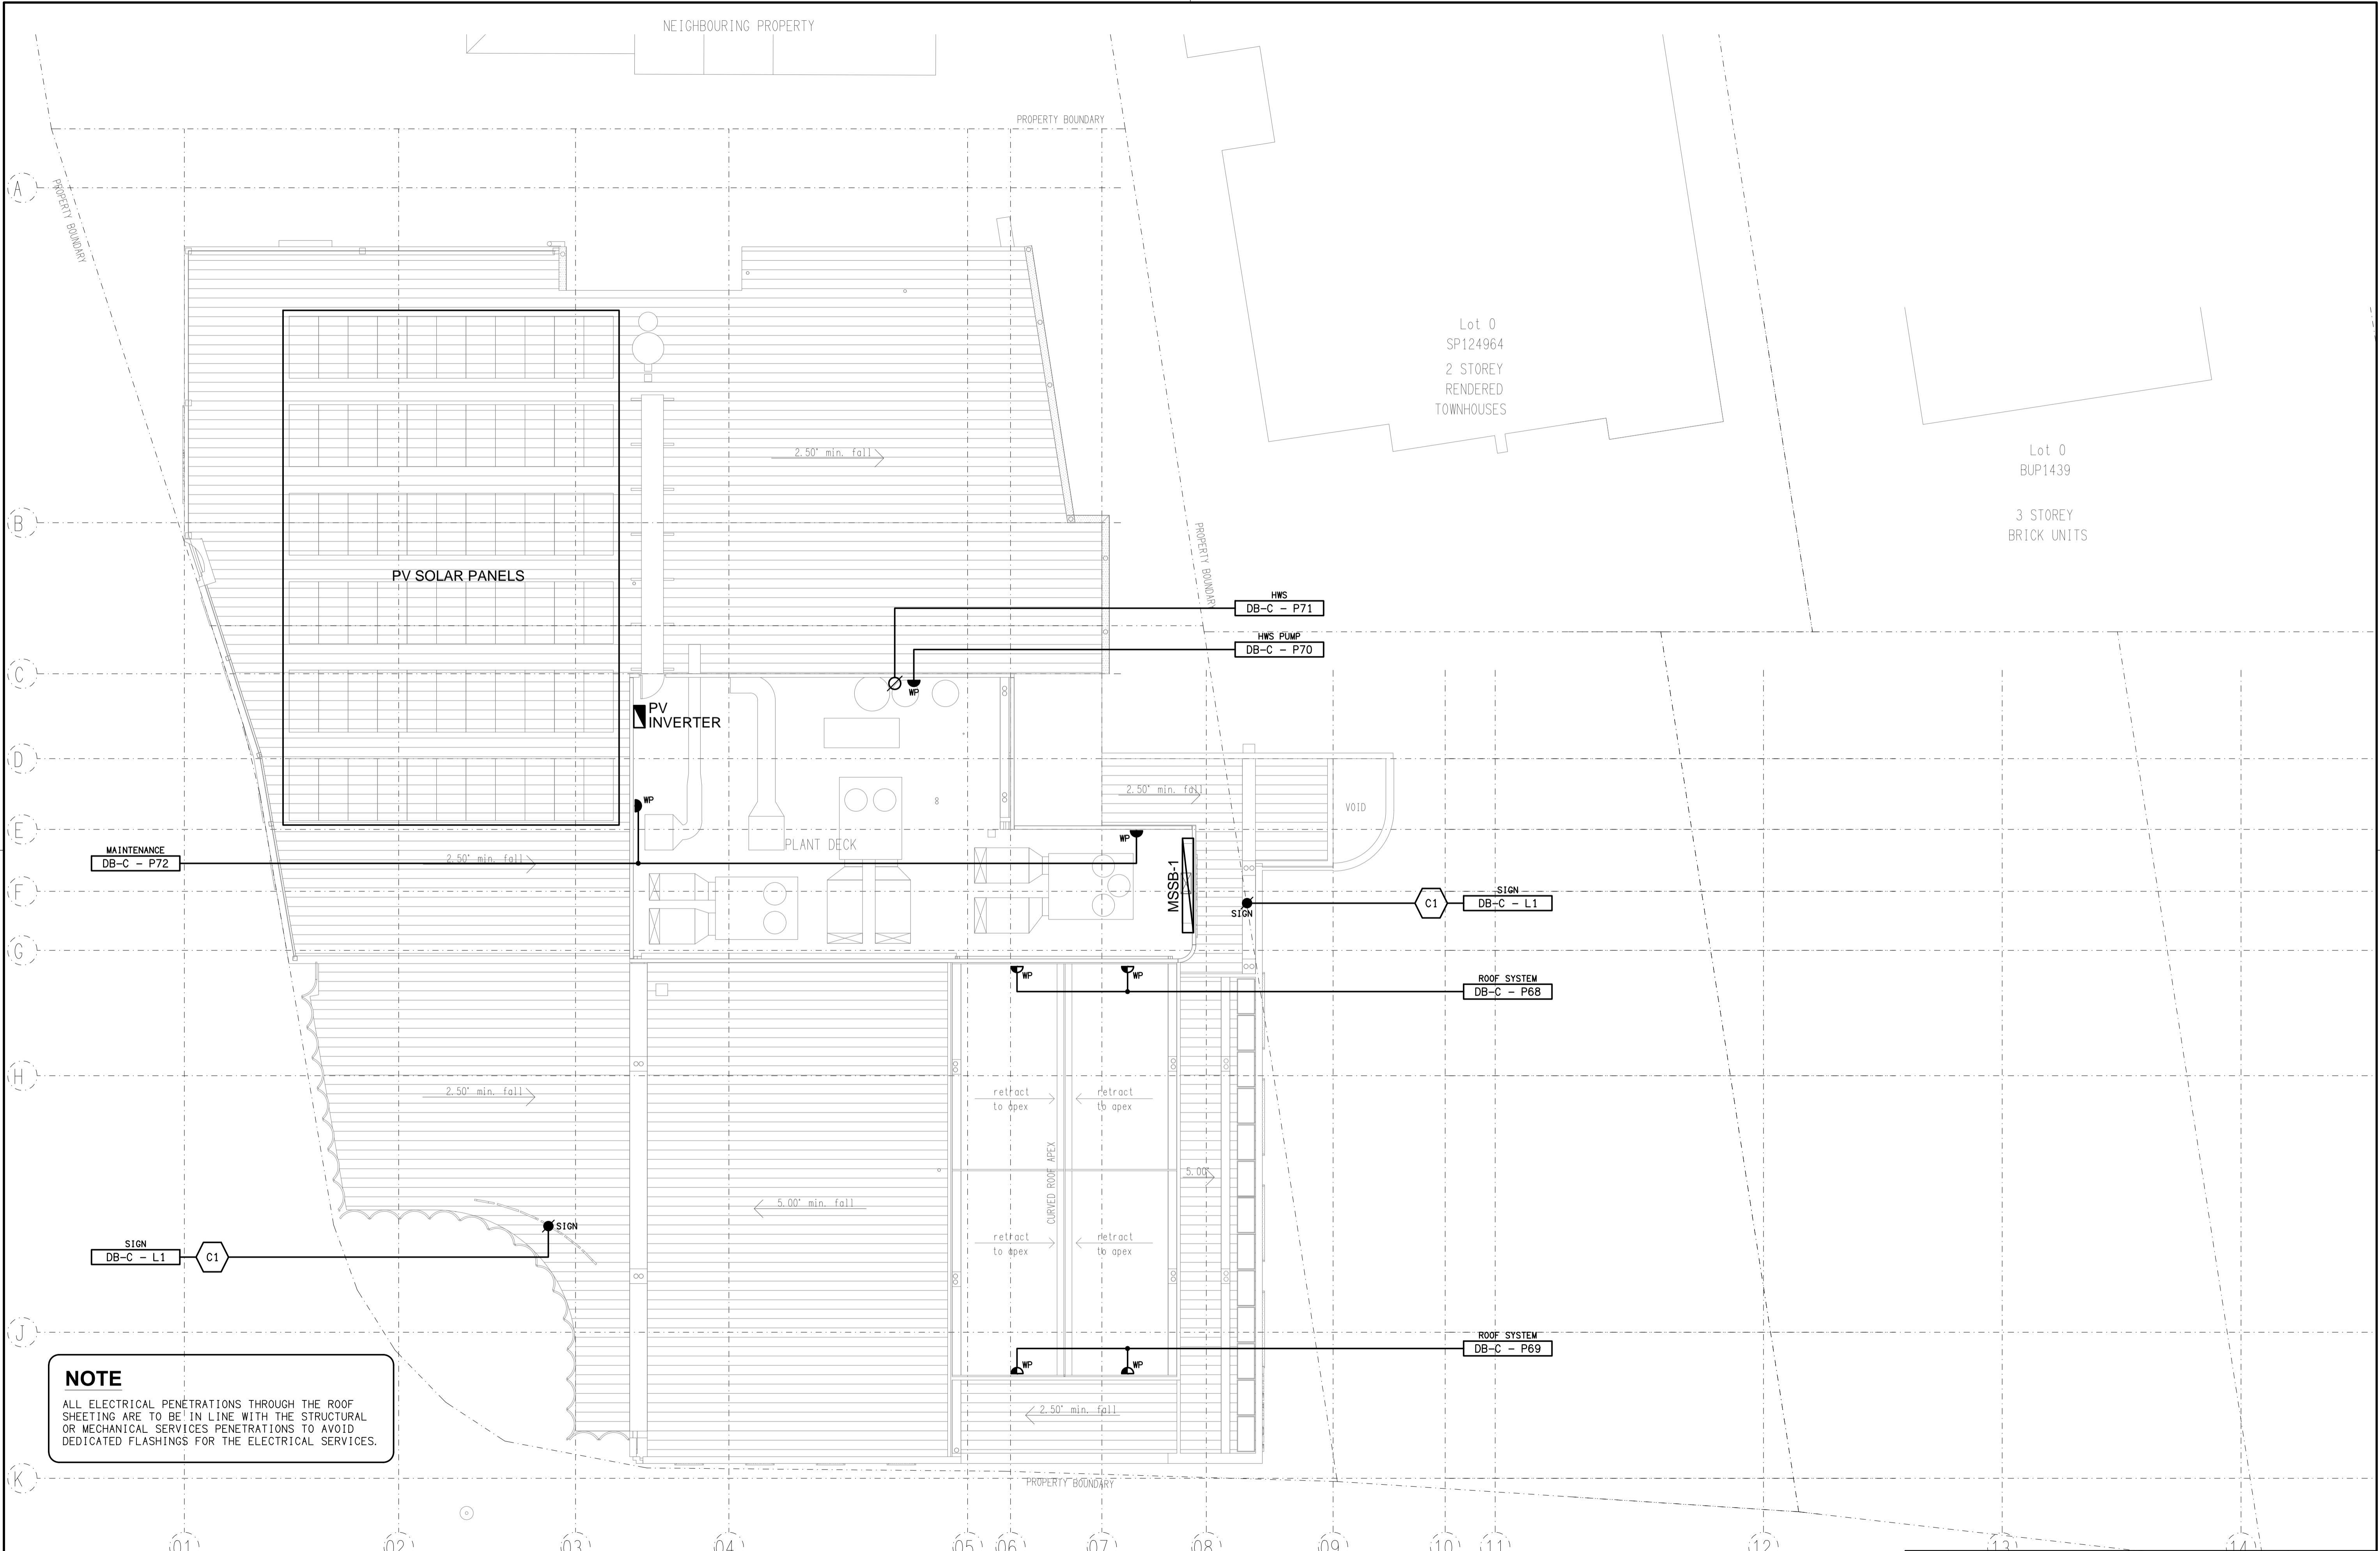 NEIGHBOURING PROPERTY
PROPERTY BOUNDARY
A
PROPERTY BOUNDARY
Lot 0
SP124964
2 STOREY
RENDERED
TOWNHOUSES
2.50° min. fall
Lot 0
BUP1439
3 STOREY
BRICK UNITS
B
PROPERTY BOUNDARY
PV SOLAR PANELS
HWS
DB-C - P71
HWS PUMP
DB-C - P70
C
WP
PV
INVERTER
D
2.50° min. fall
VOID
WP
E
WP
PLANT DECK
MAINTENANCE
DB-C - P72
2.50° min. fall
MSSB-1
F
SIGN
C1
SIGN
DB-C - L1
G
WP
WP
ROOF SYSTEM
DB-C - P68
H
2.50° min. fall
retract
to apex
retract
to apex
CURVED ROOF APEX
5.00°
5.00° min. fall
SIGN
retract
to apex
retract
to apex
SIGN
DB-C - L1
C1
J
ROOF SYSTEM
DB-C - P69
WP
WP
NOTE
ALL ELECTRICAL PENETRATIONS THROUGH THE ROOF
SHEETING ARE TO BE IN LINE WITH THE STRUCTURAL
OR MECHANICAL SERVICES PENETRATIONS TO AVOID
DEDICATED FLASHINGS FOR THE ELECTRICAL SERVICES.
2.50° min. fall
K
PROPERTY BOUNDARY
01 02 03 04 05 06 07 08 09 10 11 12 13 14